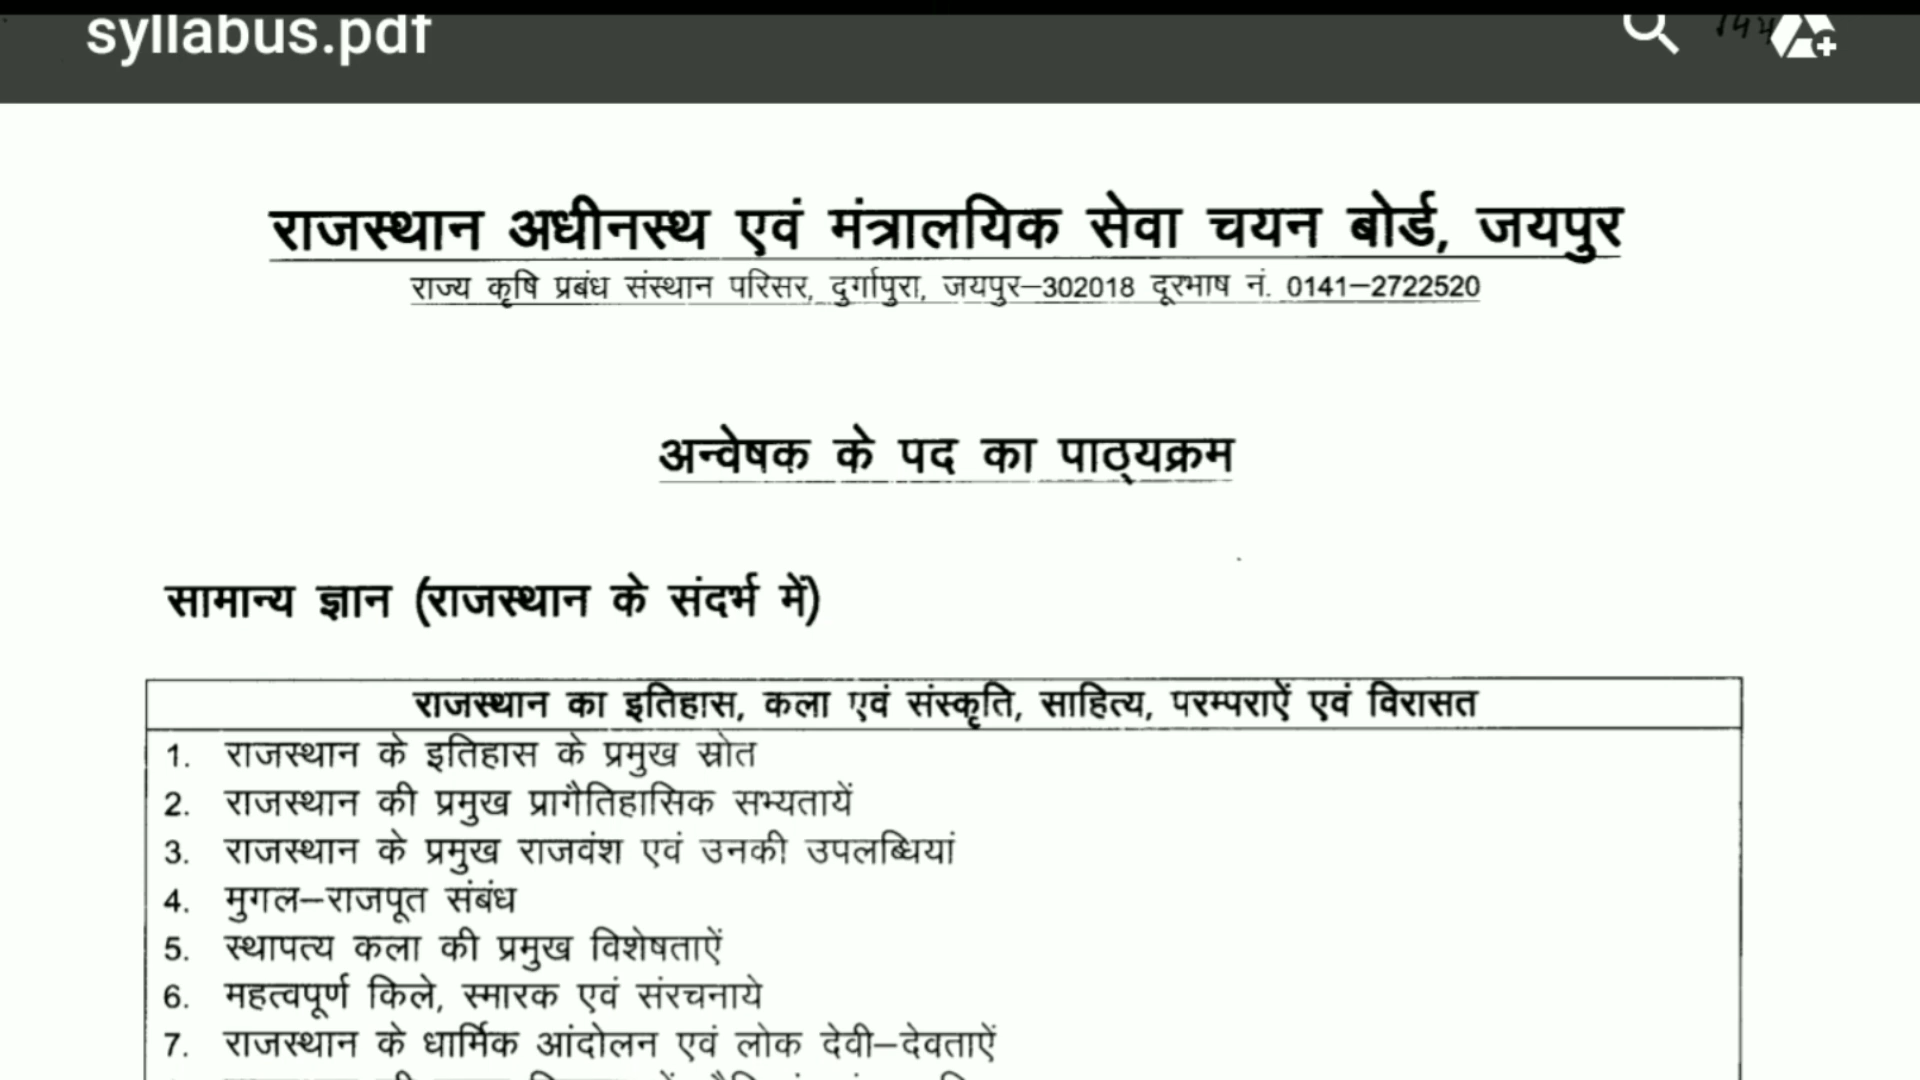 syllabus.pdf
राजस्थान अधीनस्थ एवं मंत्रालयिक सेवा चयन बोर्ड, जयपुर
राज्य कृषि प्रबंध संस्थान परिसर, दुर्गापुरा, जयपुर–302018 दूरभाष नं. 0141–2722520
अन्वेषक के पद का पाठ्यक्रम
सामान्य ज्ञान (राजस्थान के संदर्भ में)
राजस्थान का इतिहास, कला एवं संस्कृति, साहित्य, परम्पराऐं एवं विरासत
1. राजस्थान के इतिहास के प्रमुख स्रोत
2. राजस्थान की प्रमुख प्रागैतिहासिक सभ्यतायें
3. राजस्थान के प्रमुख राजवंश एवं उनकी उपलब्धियां
4. मुगल–राजपूत संबंध
5. स्थापत्य कला की प्रमुख विशेषताऐं
6. महत्वपूर्ण किले, स्मारक एवं संरचनाये
7. राजस्थान के धार्मिक आंदोलन एवं लोक देवी–देवताऐं